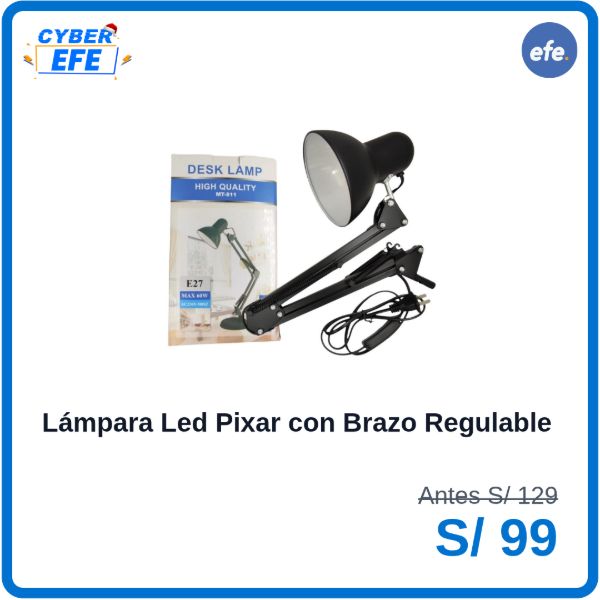 CYBER
EFE
efe.
DESK LAMP
HIGH QUALITY
MT-811
E27
MAX 60W
Lámpara Led Pixar con Brazo Regulable
Antes S/ 129
S/ 99